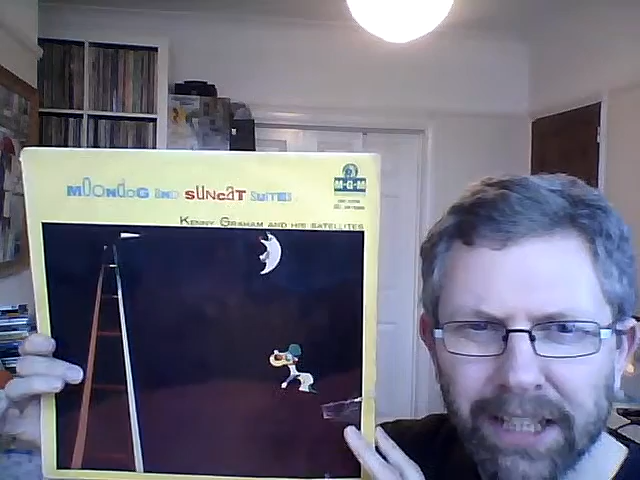 MOONDOG AND SUNCAT SUITES
M-G-M
KENNY GRAHAM AND HIS SATELLITES